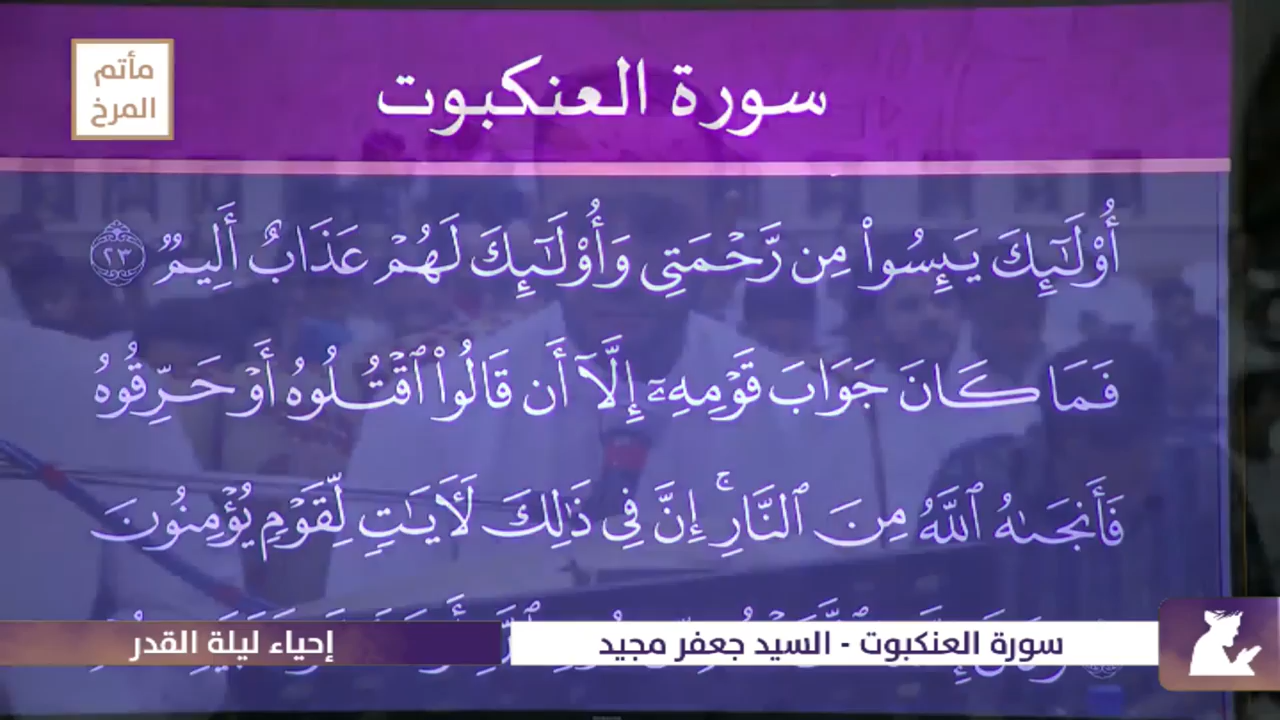 مأتم
المرخ
سورة العنكبوت
أُوْلَـٰٓئِكَ يَئِسُوا۟ مِن رَّحْمَتِى وَأُوْلَـٰٓئِكَ لَهُمْ عَذَابٌ أَلِيمٌ ٢٣
فَمَا كَانَ جَوَابَ قَوْمِهِۦٓ إِلَّآ أَن قَالُوا۟ ٱقْتُلُوهُ أَوْ حَرِّقُوهُ
فَأَنجَىٰهُ ٱللَّهُ مِنَ ٱلنَّارِ ۚ إِنَّ فِى ذَٰلِكَ لَـَٔايَـٰتٍ لِّقَوْمٍ يُؤْمِنُونَ
سورة العنكبوت - السيد جعفر مجيد
إحياء ليلة القدر